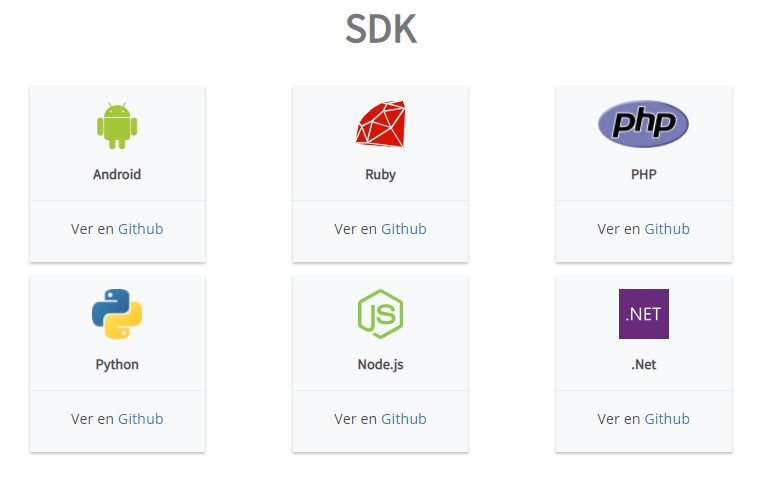 SDK
Android
Ruby
php
PHP
Ver en Github
Ver en Github
Ver en Github
Python
JS
Node.js
.NET
.Net
Ver en Github
Ver en Github
Ver en Github